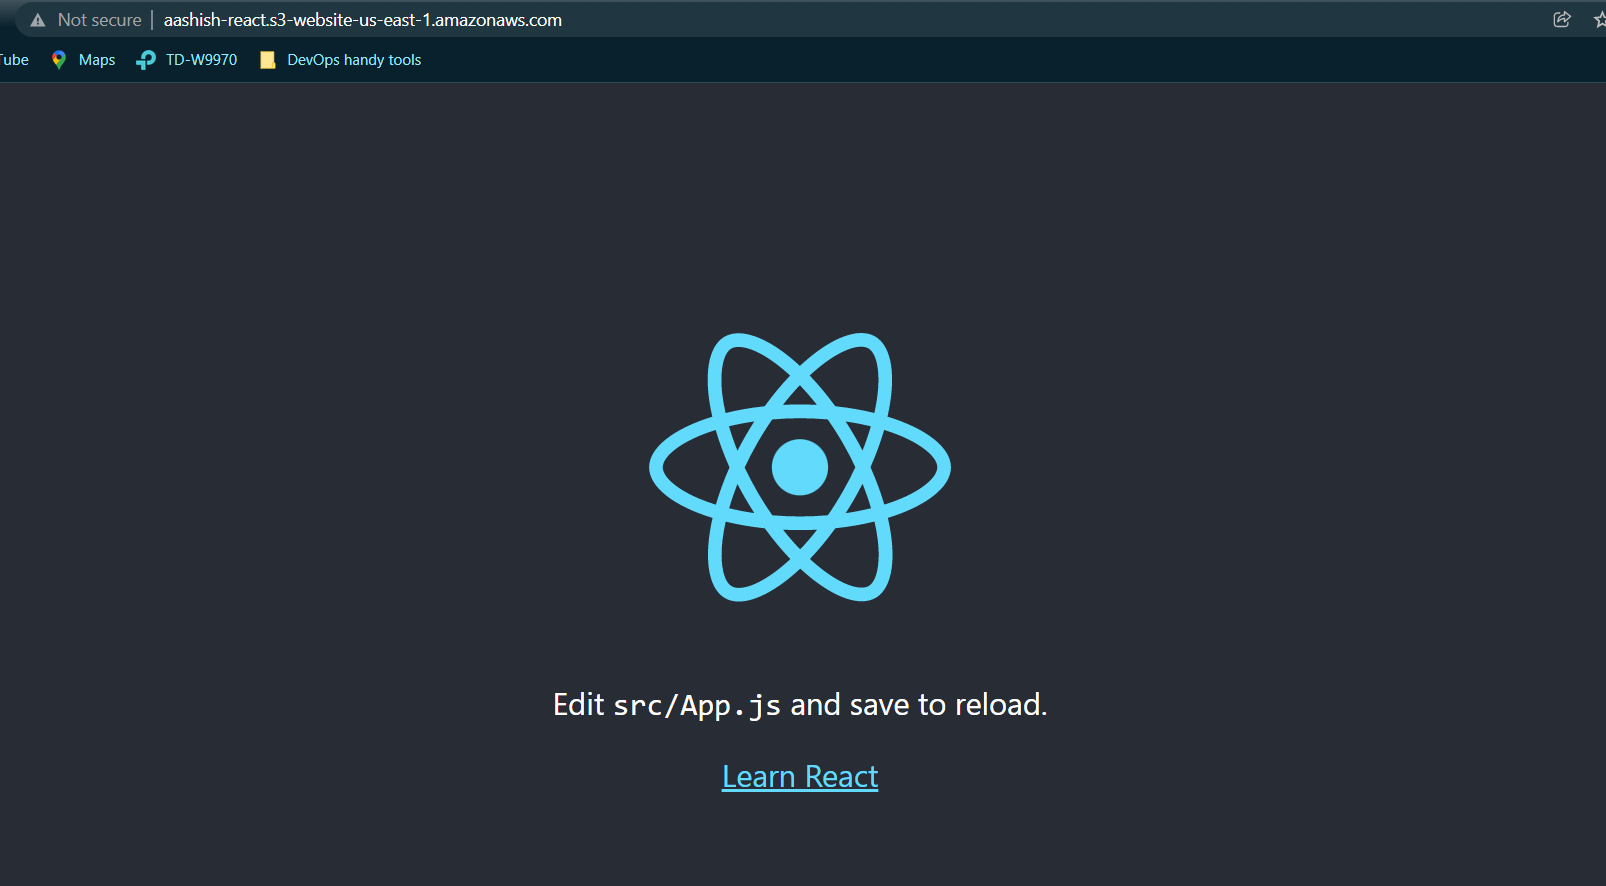 Not secure | aashish-react.s3-website-us-east-1.amazonaws.com
Tube Maps TD-W9970 DevOps handy tools
Edit src/App.js and save to reload.
Learn React